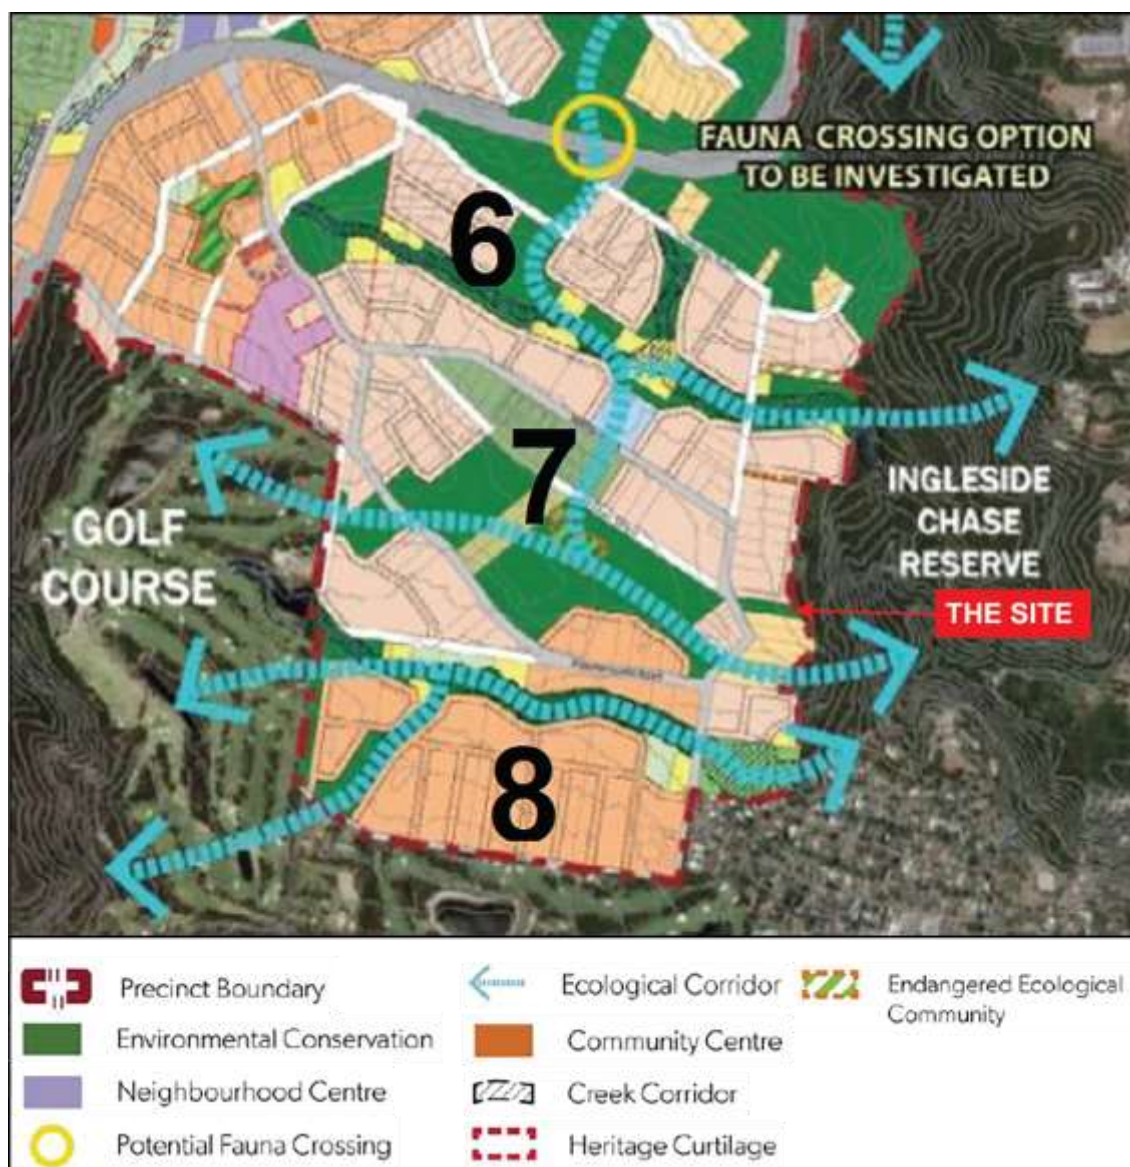 FAUNA CROSSING OPTION
TO BE INVESTIGATED
6
7
INGLESIDE
CHASE
RESERVE
GOLF
COURSE
THE SITE
8
Precinct Boundary
Ecological Corridor
Endangered Ecological
Community
Environmental Conservation
Community Centre
Neighbourhood Centre
Creek Corridor
Potential Fauna Crossing
Heritage Curtilage